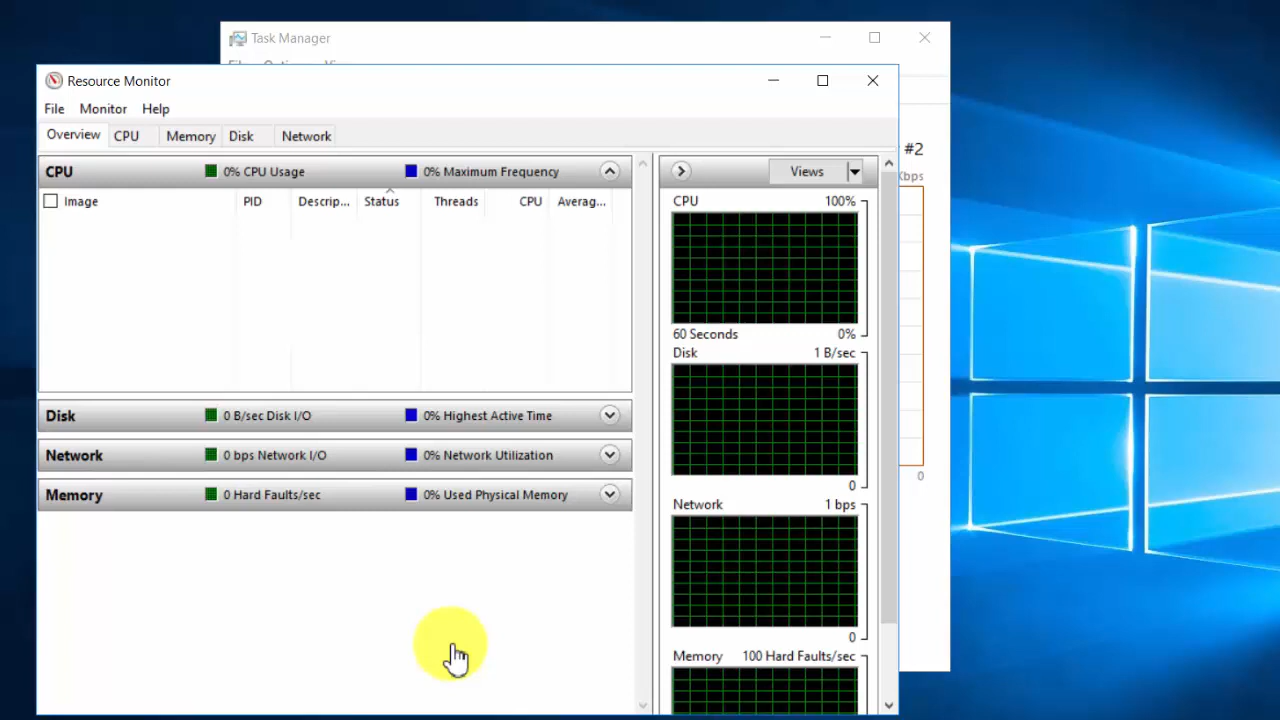 Task Manager
Resource Monitor
File Monitor Help
Overview CPU Memory Disk Network
CPU 0% CPU Usage 0% Maximum Frequency
Image PID Descrip... Status Threads CPU Averag...
Disk 0 B/sec Disk I/O 0% Highest Active Time
Network 0 bps Network I/O 0% Network Utilization
Memory 0 Hard Faults/sec 0% Used Physical Memory
Views
CPU 100%
60 Seconds 0%
Disk 1 B/sec
0
Network 1 bps
0
Memory 100 Hard Faults/sec
#2
Kbps
0